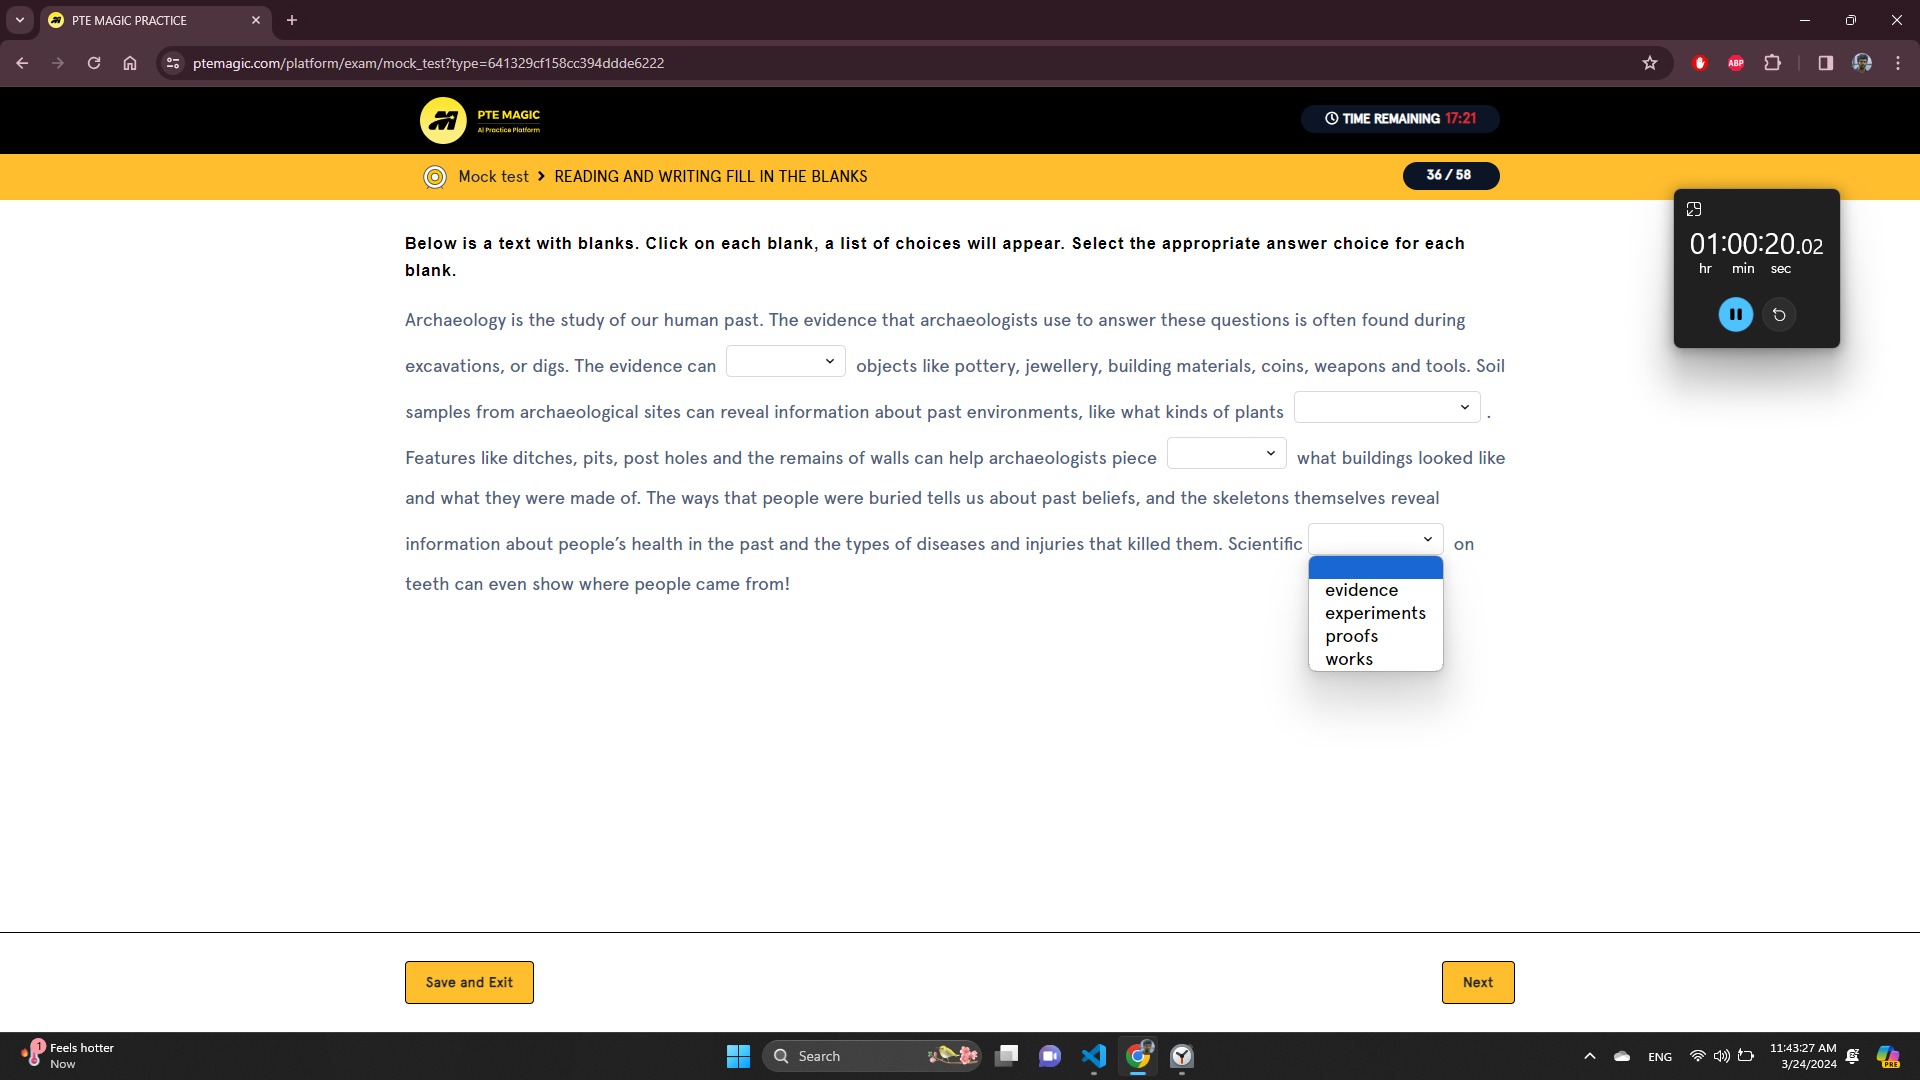 PTE MAGIC PRACTICE
ptemagic.com/platform/exam/mock_test?type=641329cf158cc394ddde6222
ABP
PTE MAGIC
AI Practice Platform
TIME REMAINING 17:21
Mock test > READING AND WRITING FILL IN THE BLANKS
36 / 58
01:00:20.02
hr min sec
Below is a text with blanks. Click on each blank, a list of choices will appear. Select the appropriate answer choice for each
blank.
Archaeology is the study of our human past. The evidence that archaeologists use to answer these questions is often found during
excavations, or digs. The evidence can objects like pottery, jewellery, building materials, coins, weapons and tools. Soil
samples from archaeological sites can reveal information about past environments, like what kinds of plants .
Features like ditches, pits, post holes and the remains of walls can help archaeologists piece what buildings looked like
and what they were made of. The ways that people were buried tells us about past beliefs, and the skeletons themselves reveal
information about people’s health in the past and the types of diseases and injuries that killed them. Scientific on
teeth can even show where people came from!
evidence
experiments
proofs
works
Save and Exit
Next
1
Feels hotter
Now
Search
ENG
11:43:27 AM
3/24/2024
PRE